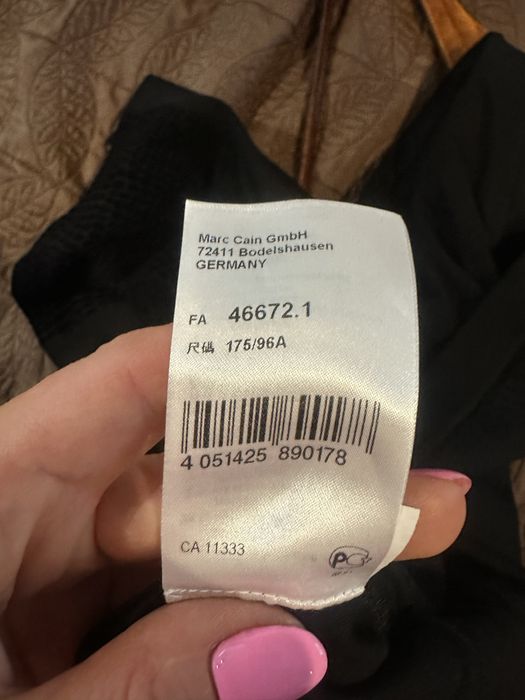 Marc Cain GmbH
72411 Bodelshausen
GERMANY
FA 46672.1
尺碼 175/96A
4 051425 890178
CA 11333